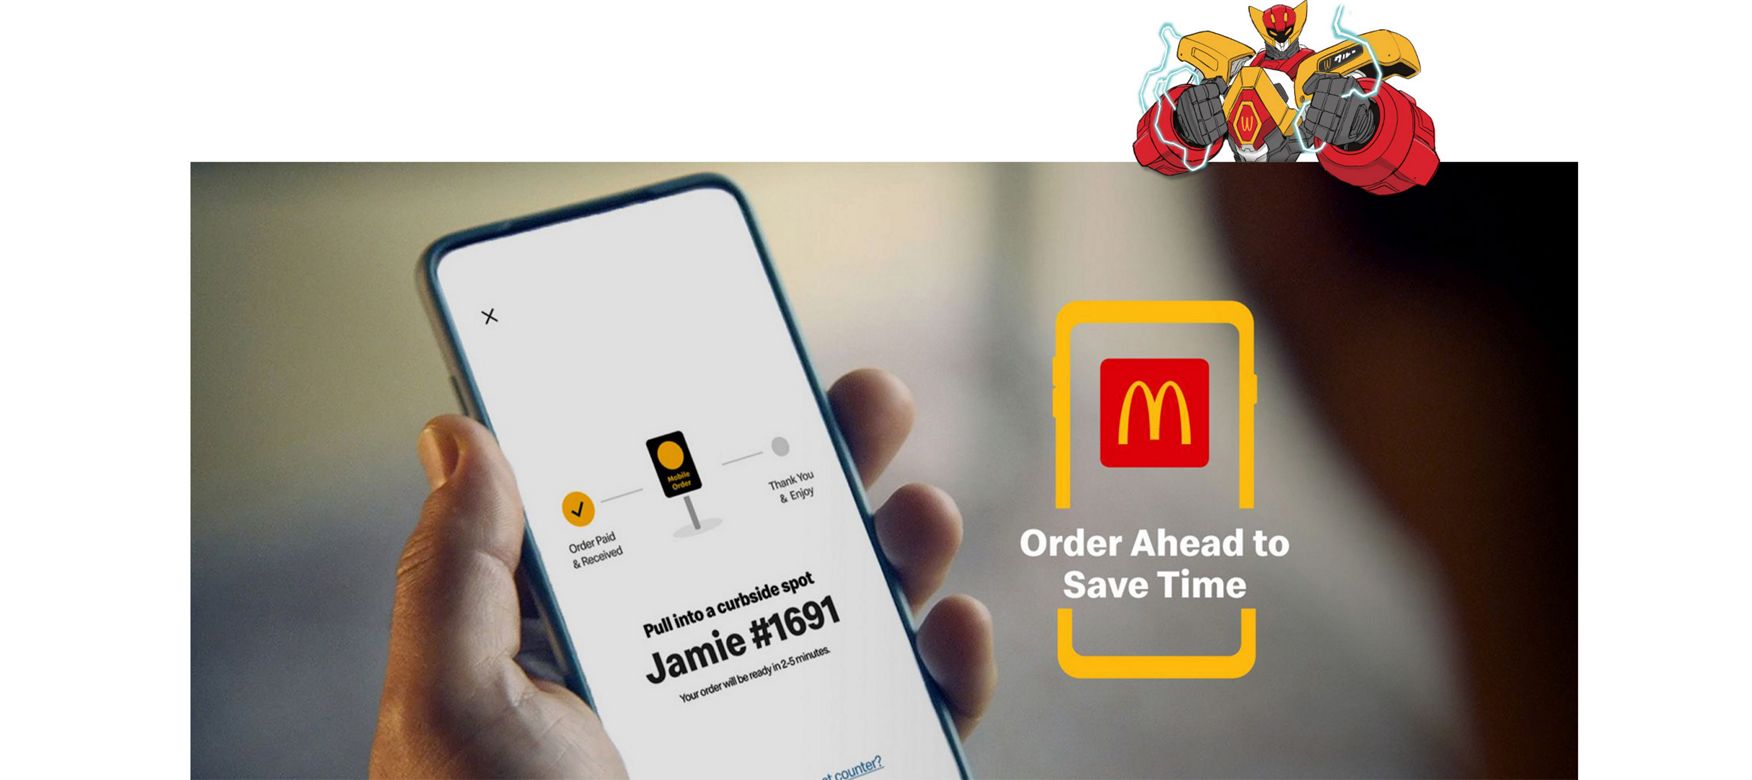 W
Mobile
Order
Order Paid
& Received
Thank You
& Enjoy
Pull into a curbside spot
Jamie #1691
Your order will be ready in 2-5 minutes.
counter?
Order Ahead to
Save Time